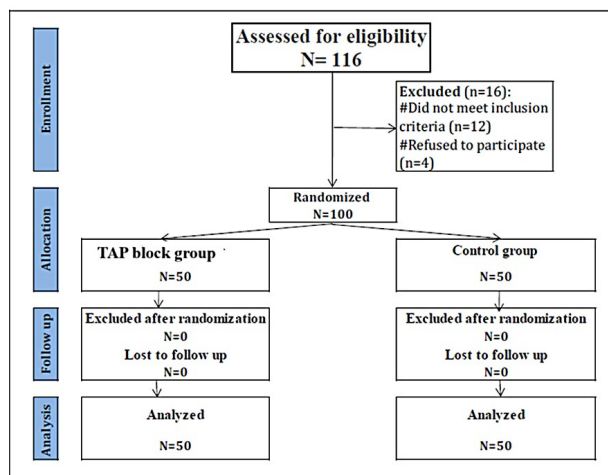 Enrollment
Assessed for eligibility
N= 116
Excluded (n=16):
#Did not meet inclusion
criteria (n=12)
#Refused to participate
(n=4)
Allocation
Randomized
N=100
TAP block group
N=50
Control group
N=50
Follow up
Excluded after randomization
N=0
Lost to follow up
N=0
Excluded after randomization
N=0
Lost to follow up
N=0
Analysis
Analyzed
N=50
Analyzed
N=50